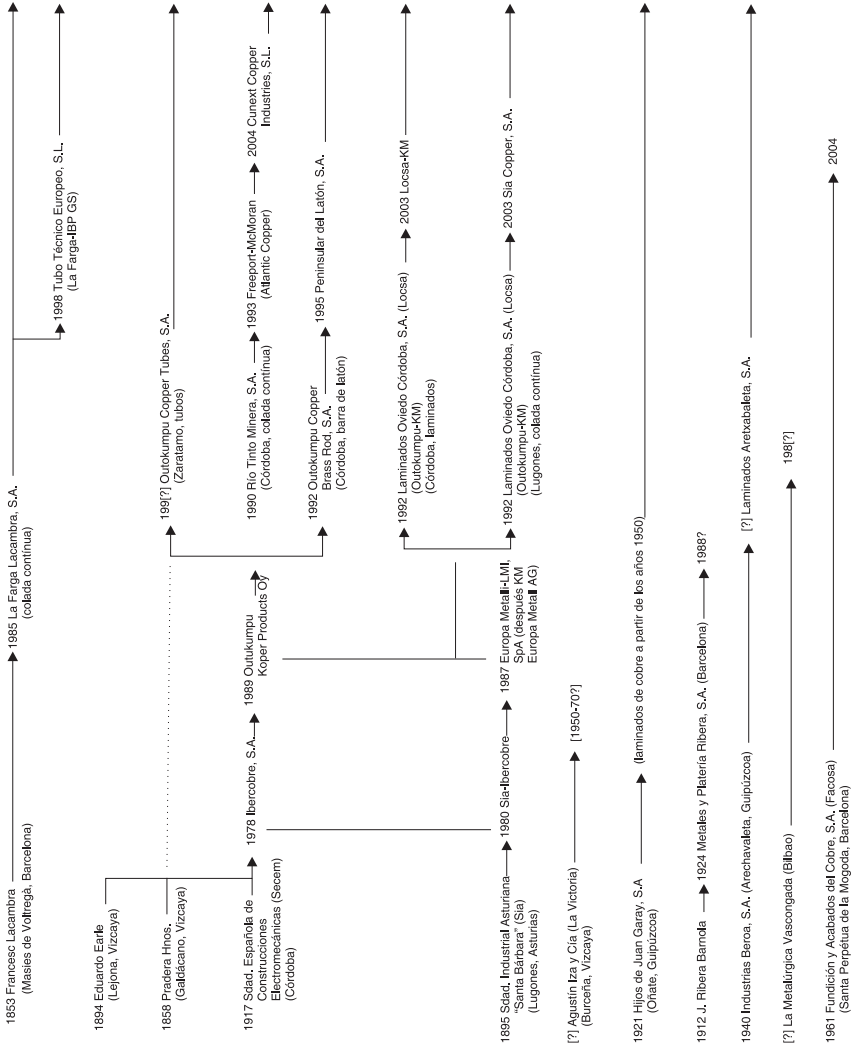 1853 Francesc Lacambra
(Masíes de Voltregà, Barcelona)
1985 La Farga Lacambra, S.A.
(colada contínua)
1998 Tubo Técnico Europeo, S.L.
(La Farga-IBP GS)
1894 Eduardo Earle
(Lejona, Vizcaya)
1858 Pradera Hnos.
(Galdácano, Vizcaya)
199[?] Outokumpu Copper Tubes, S.A.
(Zaratamo, tubos)
1917 Sdad. Española de
Construcciones
Electromecánicas (Secem)
(Córdoba)
1978 Ibercobre, S.A.
1989 Outukumpu
Koper Products Oy
1990 Río Tinto Minera, S.A.
(Córdoba, colada contínua)
1993 Freeport-McMoran
(Atlantic Copper)
2004 Cunext Copper
Industries, S.L.
1992 Outokumpu Copper
Brass Rod, S.A.
(Córdoba, barra de latón)
1995 Peninsular del Latón, S.A.
1992 Laminados Oviedo Córdoba, S.A. (Locsa)
(Outokumpu-KM)
(Córdoba, laminados)
2003 Locsa-KM
1895 Sdad. Industrial Asturiana
"Santa Bárbara" (Sia)
(Lugones, Asturias)
1980 Sia-Ibercobre
1987 Europa Metalli-LMI,
SpA (después KM
Europa Metall AG)
1992 Laminados Oviedo Córdoba, S.A. (Locsa)
(Outokumpu-KM)
(Lugones, colada contínua)
2003 Sia Copper, S.A.
[?] Agustín Iza y Cía (La Victoria)
(Burceña, Vizcaya)
[1950-70?]
1921 Hijos de Juan Garay, S.A
(Oñate, Guipúzcoa)
(laminados de cobre a partir de los años 1950)
1912 J. Ribera Barnola
1924 Metales y Platería Ribera, S.A. (Barcelona)
1988?
1940 Industrias Beroa, S.A. (Arechavaleta, Guipúzcoa)
[?] Laminados Aretxabaleta, S.A.
[?] La Metalúrgica Vascongada (Bilbao)
198[?]
1961 Fundición y Acabados del Cobre, S.A. (Facosa)
(Santa Perpétua de la Mogoda, Barcelona)
2004